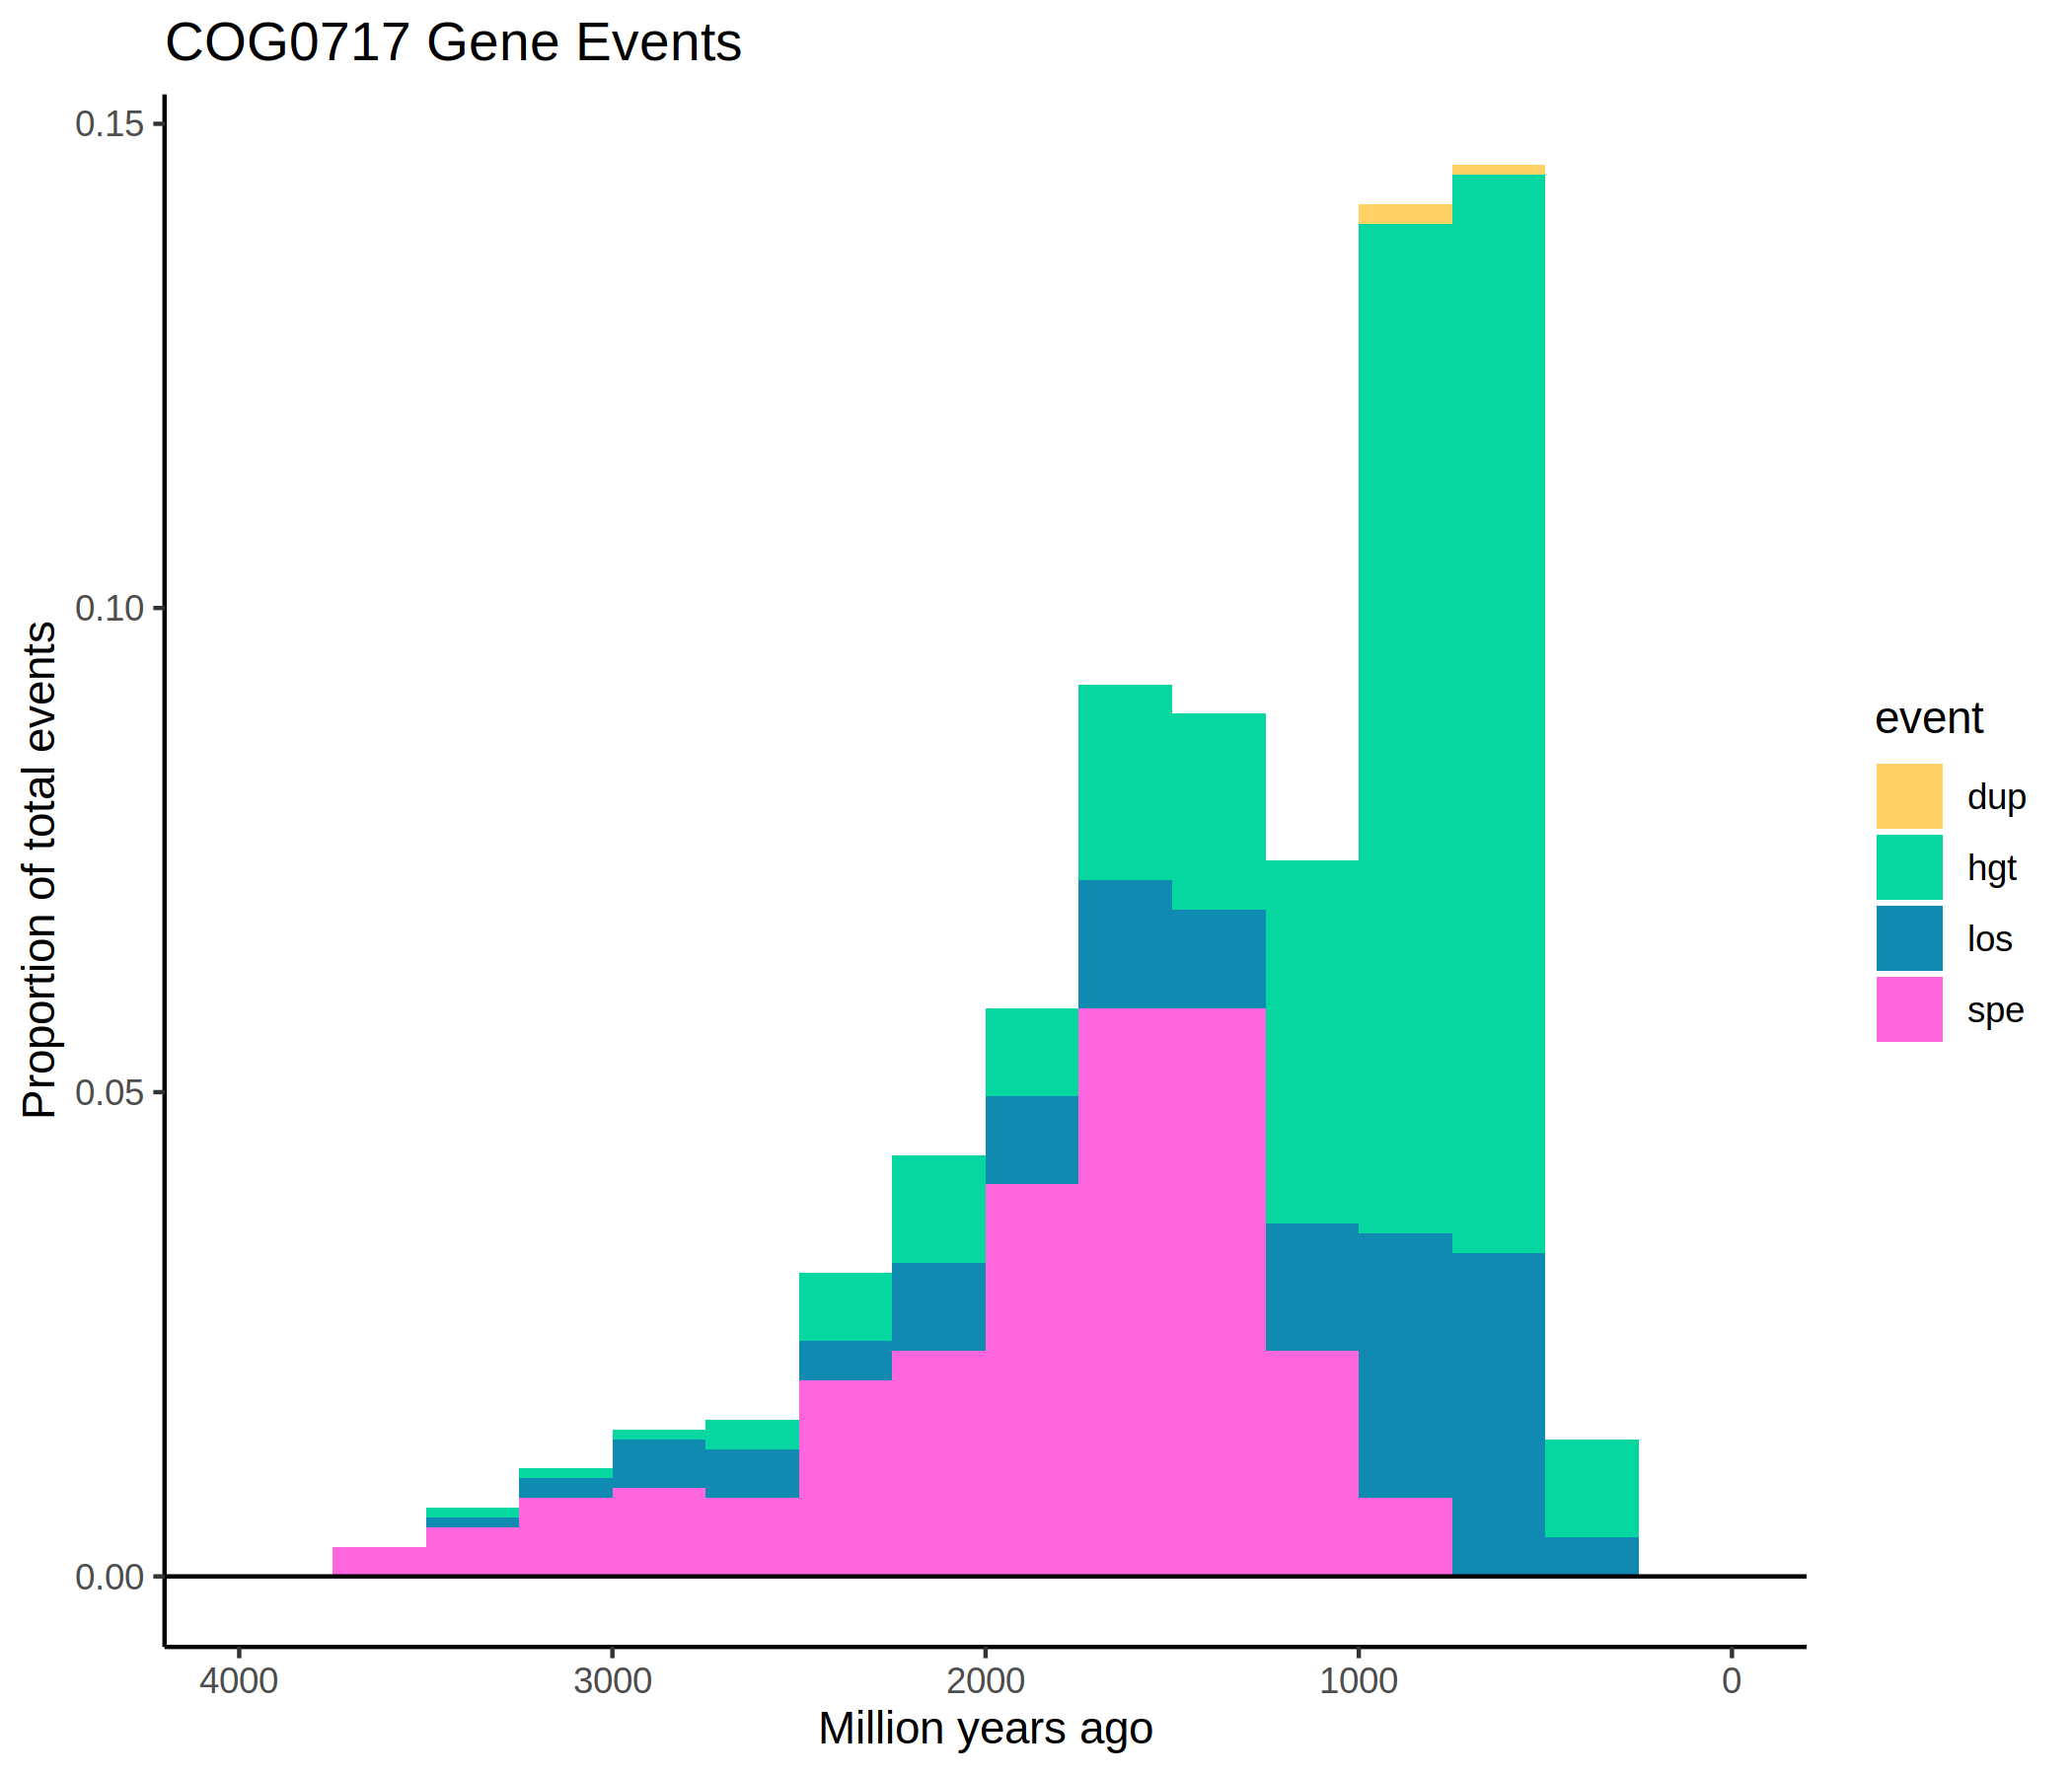 COG0717 Gene Events
Proportion of total events
0.15
0.10
0.05
0.00
4000
3000
2000
1000
0
Million years ago
event
dup
hgt
los
spe